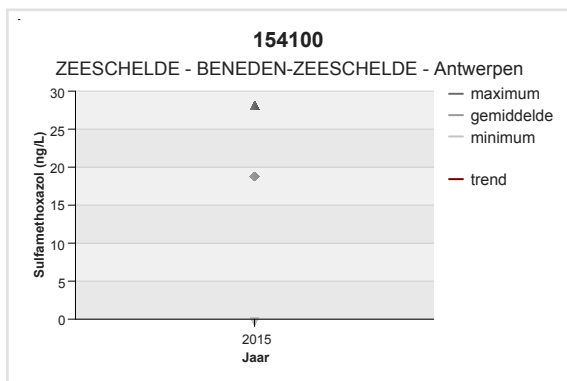 154100
ZEESCHELDE - BENEDEN-ZEESCHELDE - Antwerpen
Sulfamethoxazol (ng/L)
30
25
20
15
10
5
0
2015
Jaar
maximum
gemiddelde
minimum
trend